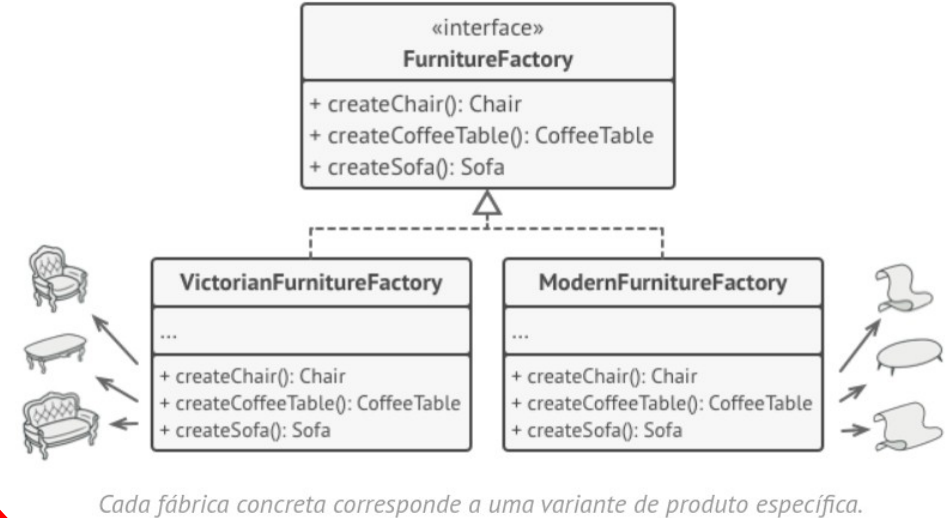 «interface»
FurnitureFactory
+ createChair(): Chair
+ createCoffeeTable(): CoffeeTable
+ createSofa(): Sofa
VictorianFurnitureFactory
...
+ createChair(): Chair
+ createCoffeeTable(): CoffeeTable
+ createSofa(): Sofa
ModernFurnitureFactory
...
+ createChair(): Chair
+ createCoffeeTable(): CoffeeTable
+ createSofa(): Sofa
Cada fábrica concreta corresponde a uma variante de produto específica.